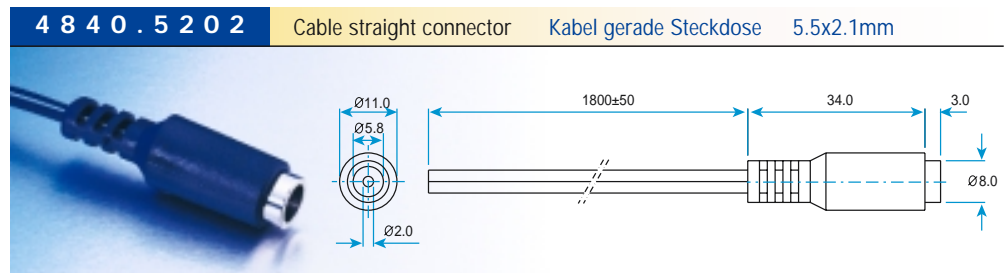 4840.5202 Cable straight connector Kabel gerade Steckdose 5.5x2.1mm
1800±50 34.0 3.0
Ø11.0
Ø5.8
Ø8.0
Ø2.0